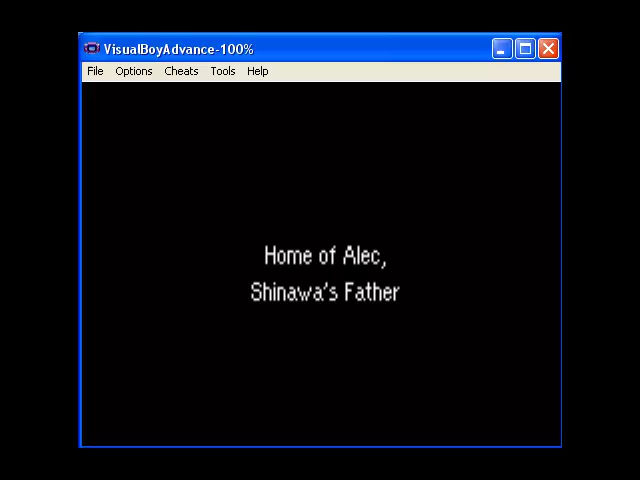 VisualBoyAdvance-100%
File Options Cheats Tools Help
Home of Alec,
Shinawa's Father